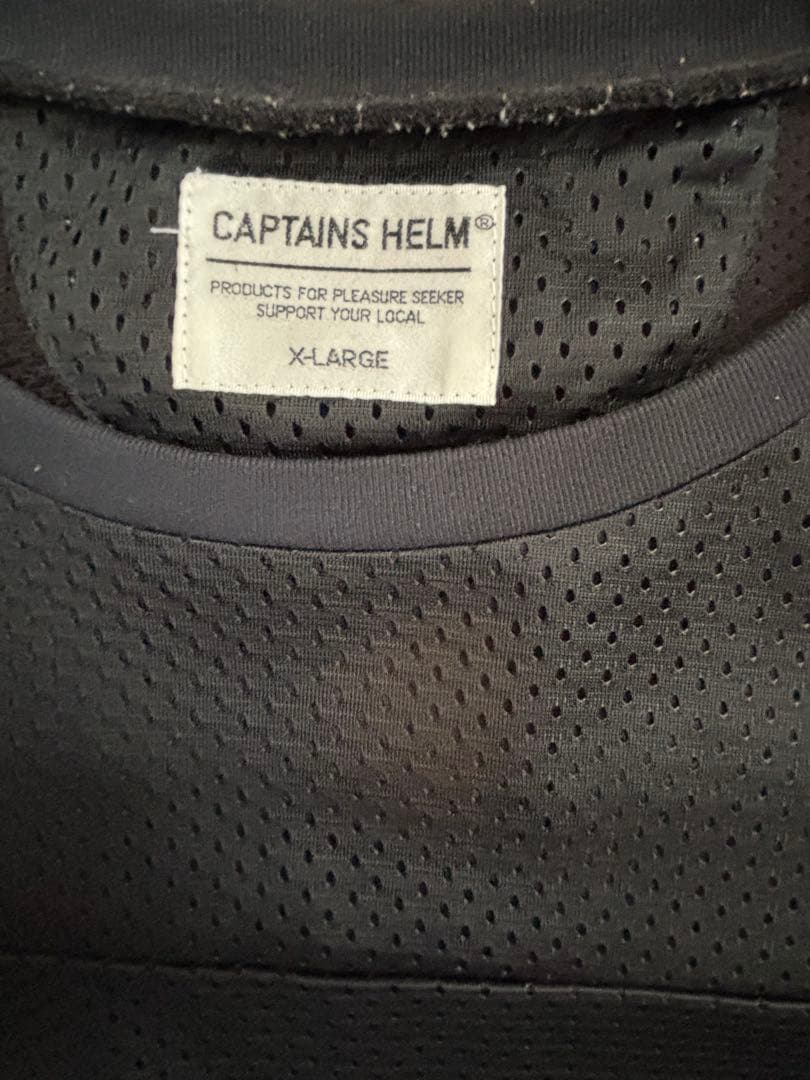 CAPTAINS HELM®
PRODUCTS FOR PLEASURE SEEKER
SUPPORT YOUR LOCAL
X-LARGE